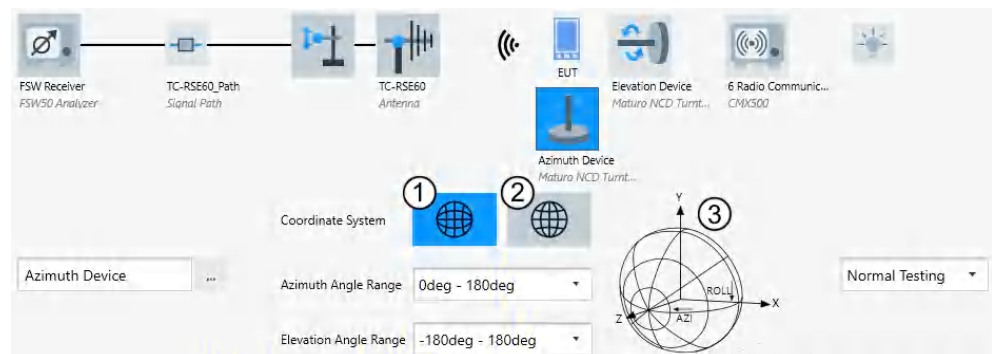 FSW Receiver
FSW50 Analyzer
TC-RSE60_Path
Signal Path
TC-RSE60
Antenna
EUT
Elevation Device
Maturo NCD Turnt...
6 Radio Communic...
CMX500
Azimuth Device
Maturo NCD Turnt...
1
2
3
Coordinate System
Y
X
Z
ROLL
AZI
Azimuth Device
...
Azimuth Angle Range
0deg - 180deg
Normal Testing
Elevation Angle Range
-180deg - 180deg